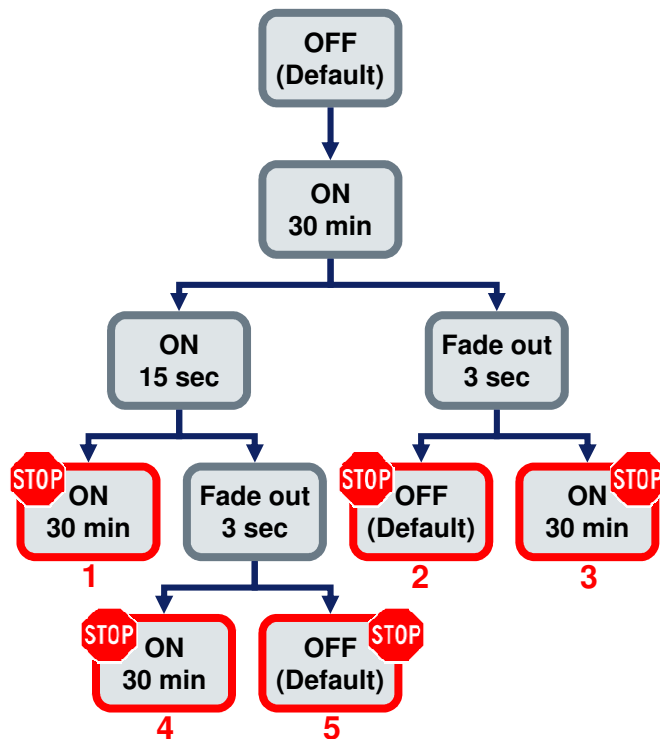 OFF
(Default)
ON
30 min
ON
15 sec
Fade out
3 sec
STOP
ON
30 min
1
Fade out
3 sec
STOP
OFF
(Default)
2
STOP
ON
30 min
3
STOP
ON
30 min
4
STOP
OFF
(Default)
5